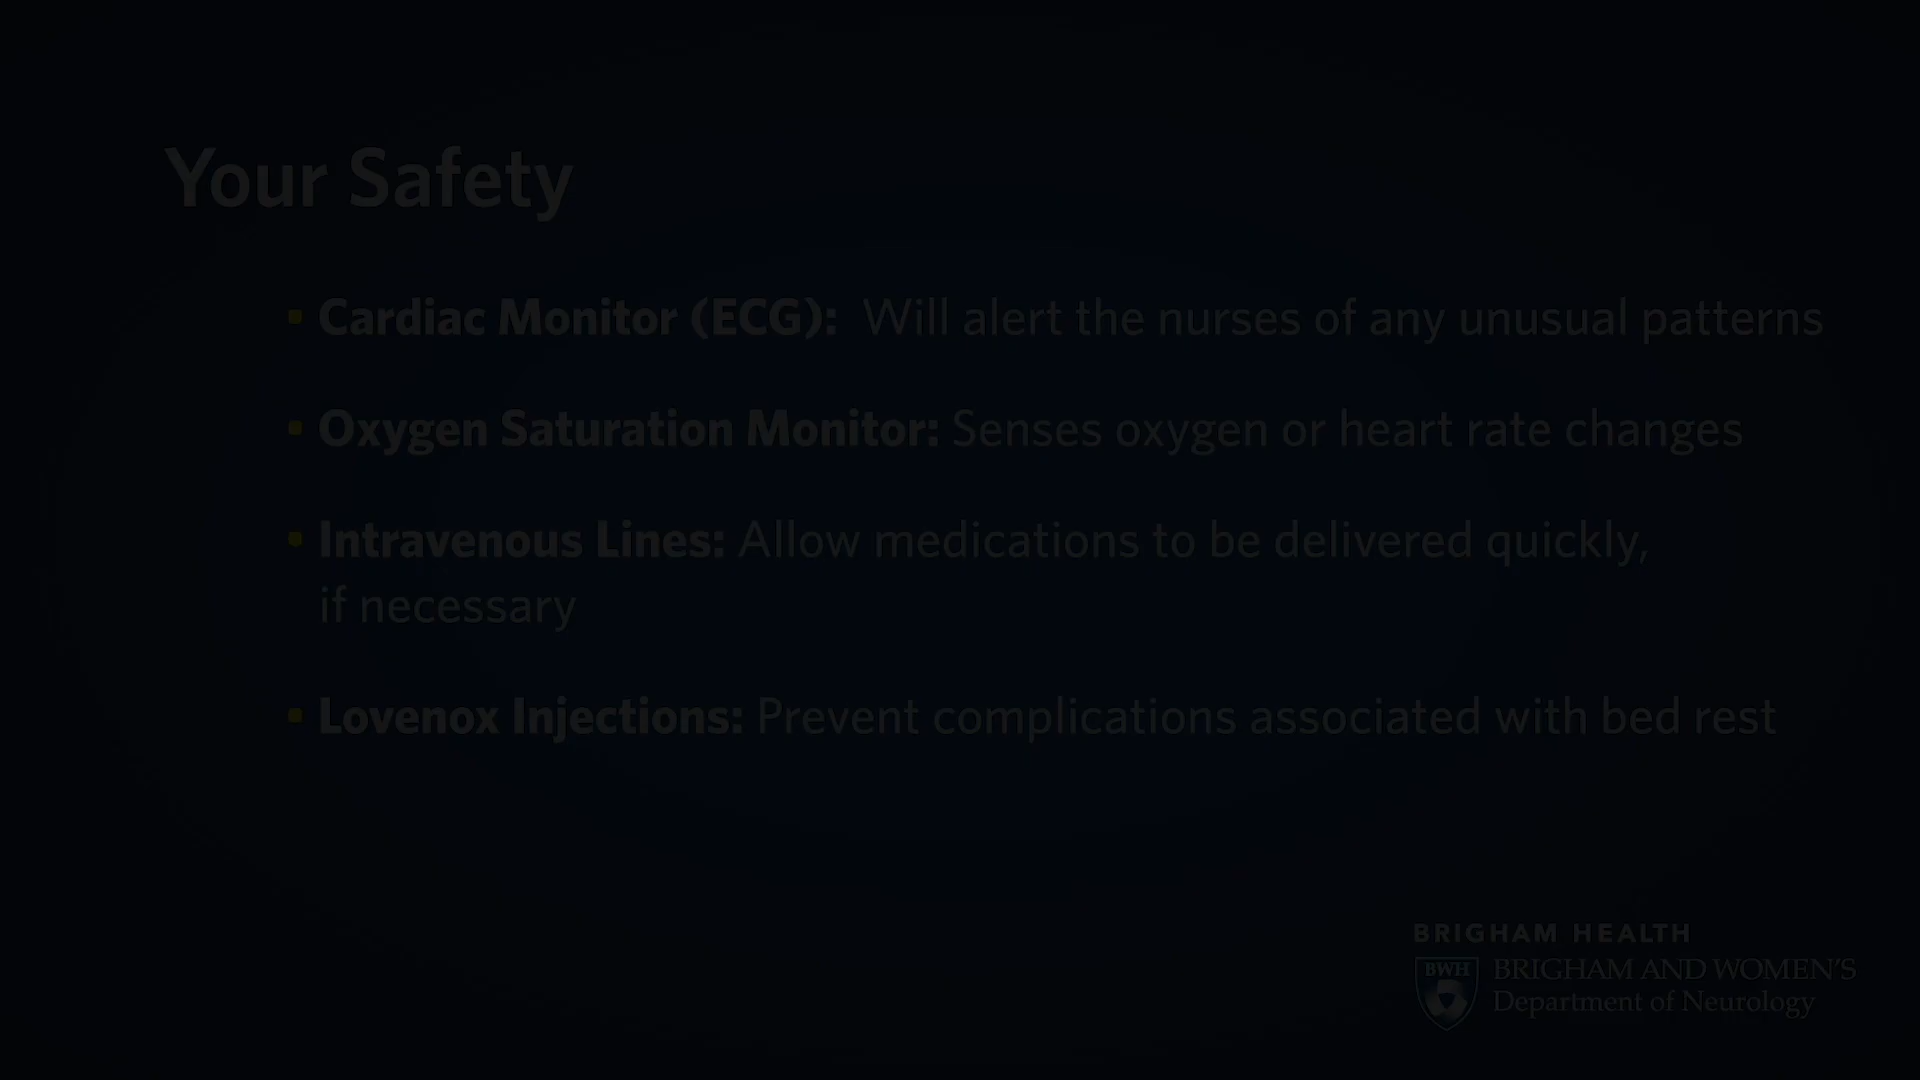 Your Safety
▪ Cardiac Monitor (ECG): Will alert the nurses of any unusual patterns
▪ Oxygen Saturation Monitor: Senses oxygen or heart rate changes
▪ Intravenous Lines: Allow medications to be delivered quickly,
if necessary
▪ Lovenox Injections: Prevent complications associated with bed rest
BRIGHAM HEALTH
BWH
BRIGHAM AND WOMEN'S
Department of Neurology